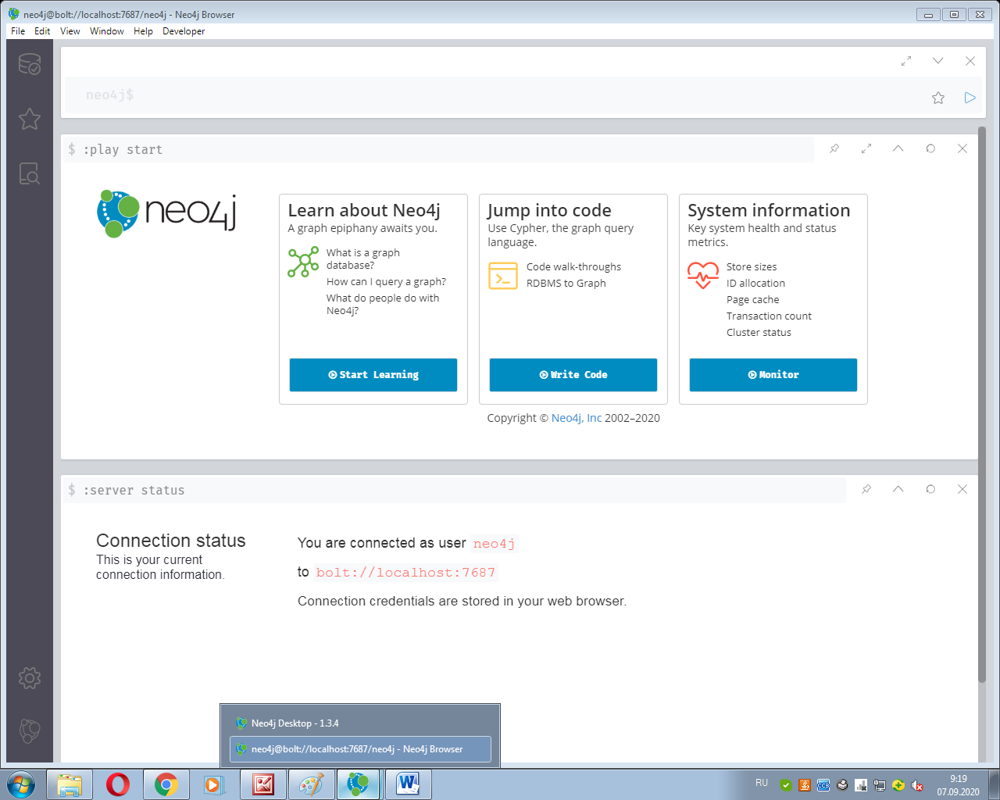 neo4j@bolt://localhost:7687/neo4j - Neo4j Browser
File Edit View Window Help Developer
neo4j$
$ :play start
neo4j
Learn about Neo4j
A graph epiphany awaits you.
What is a graph
database?
How can I query a graph?
What do people do with
Neo4j?
Start Learning
Jump into code
Use Cypher, the graph query
language.
Code walk-throughs
RDBMS to Graph
Write Code
System information
Key system health and status
metrics.
Store sizes
ID allocation
Page cache
Transaction count
Cluster status
Monitor
Copyright © Neo4j, Inc 2002–2020
$ :server status
Connection status
This is your current
connection information.
You are connected as user neo4j
to bolt://localhost:7687
Connection credentials are stored in your web browser.
Neo4j Desktop - 1.3.4
neo4j@bolt://localhost:7687/neo4j - Neo4j Browser
RU
9:19
07.09.2020